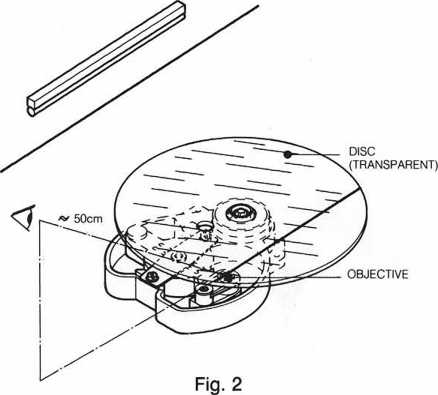 DISC
(TRANSPARENT)
≈ 50cm
OBJECTIVE
Fig. 2